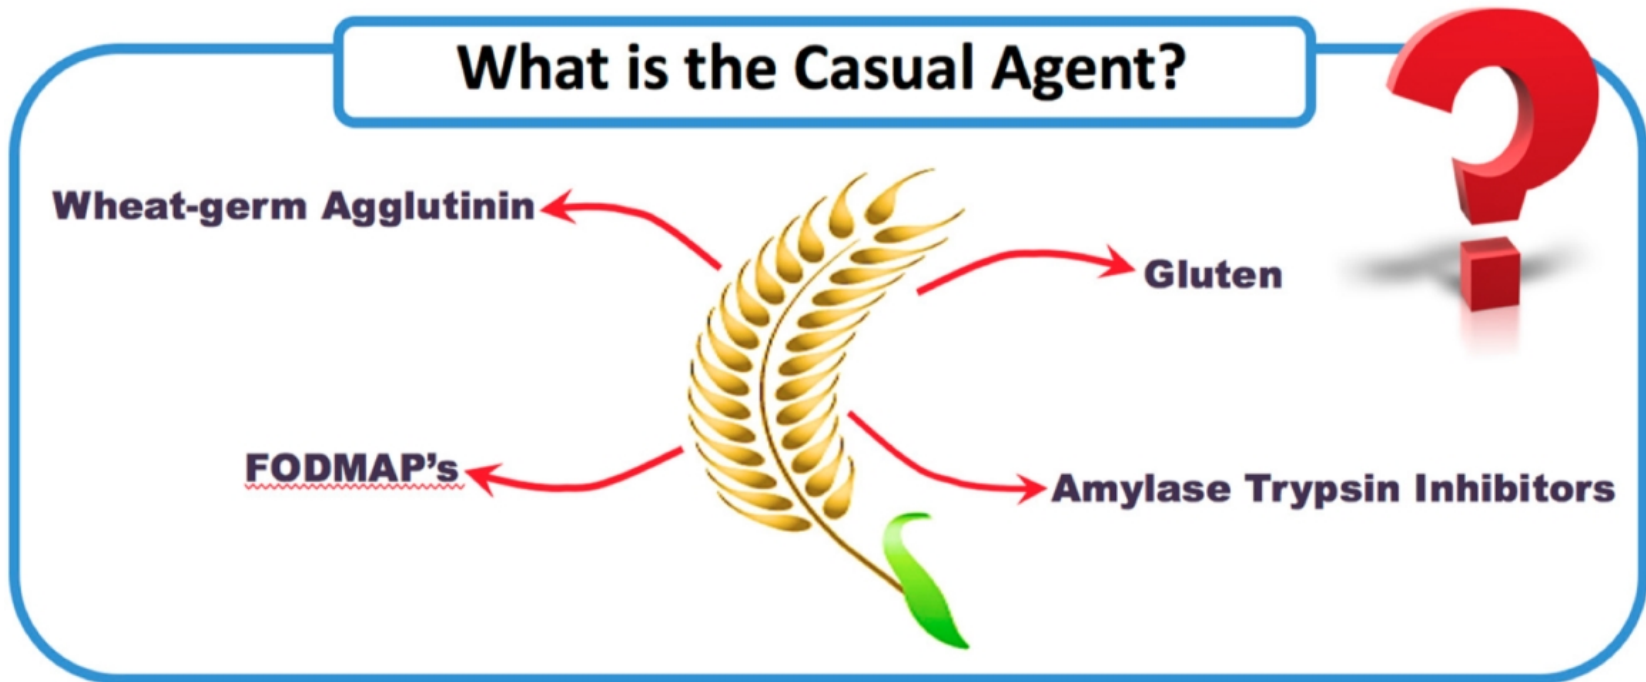 What is the Casual Agent?
Wheat-germ Agglutinin
Gluten
FODMAP’s
Amylase Trypsin Inhibitors